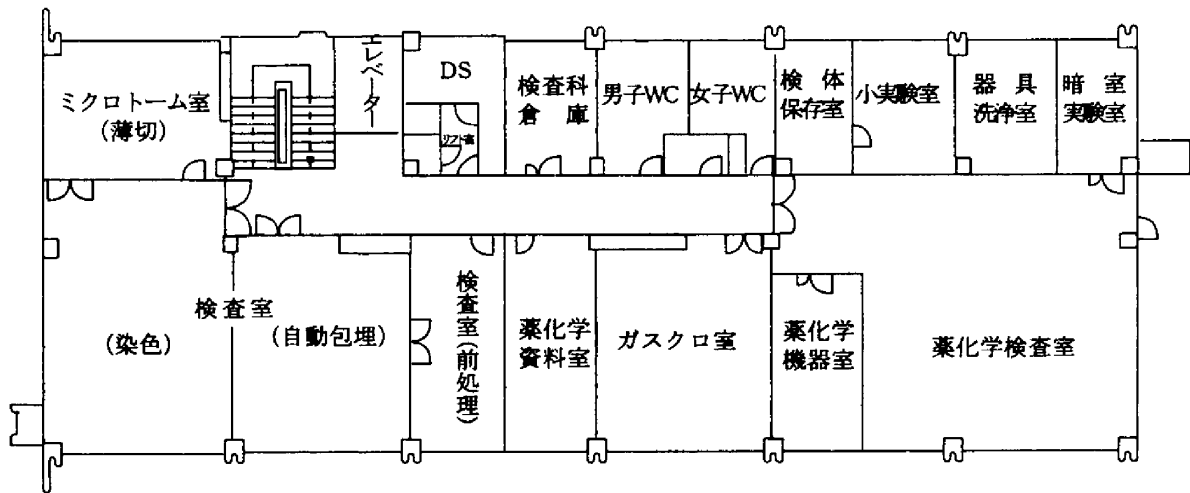 ミクロトーム室
(薄切)
エレベーター
DS
リフト室
検査科
倉庫
男子WC
女子WC
検体
保存室
小実験室
器具
洗浄室
暗室
実験室
検査室
(染色)
(自動包埋)
検査室(前処理)
薬化学
資料室
ガスクロ室
薬化学
機器室
薬化学検査室